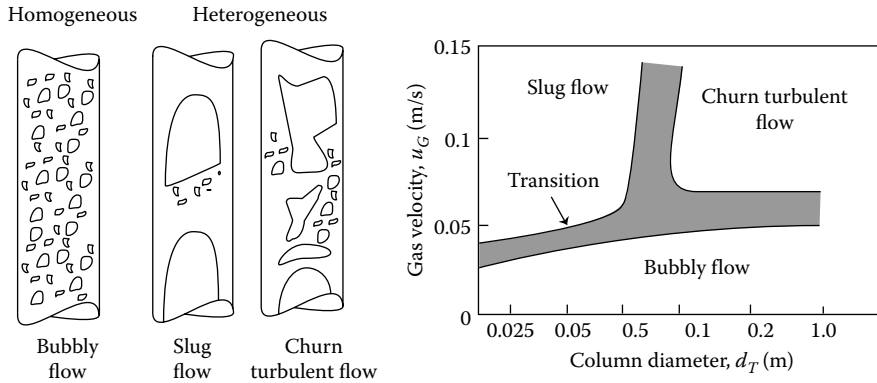 Homogeneous
Heterogeneous
Bubbly
flow
Slug
flow
Churn
turbulent flow
0.15
0.1
0.05
0
Gas velocity, u_G (m/s)
Slug flow
Churn turbulent
flow
Transition
Bubbly flow
0.025 0.05 0.5 0.1 0.2 1.0
Column diameter, d_T (m)